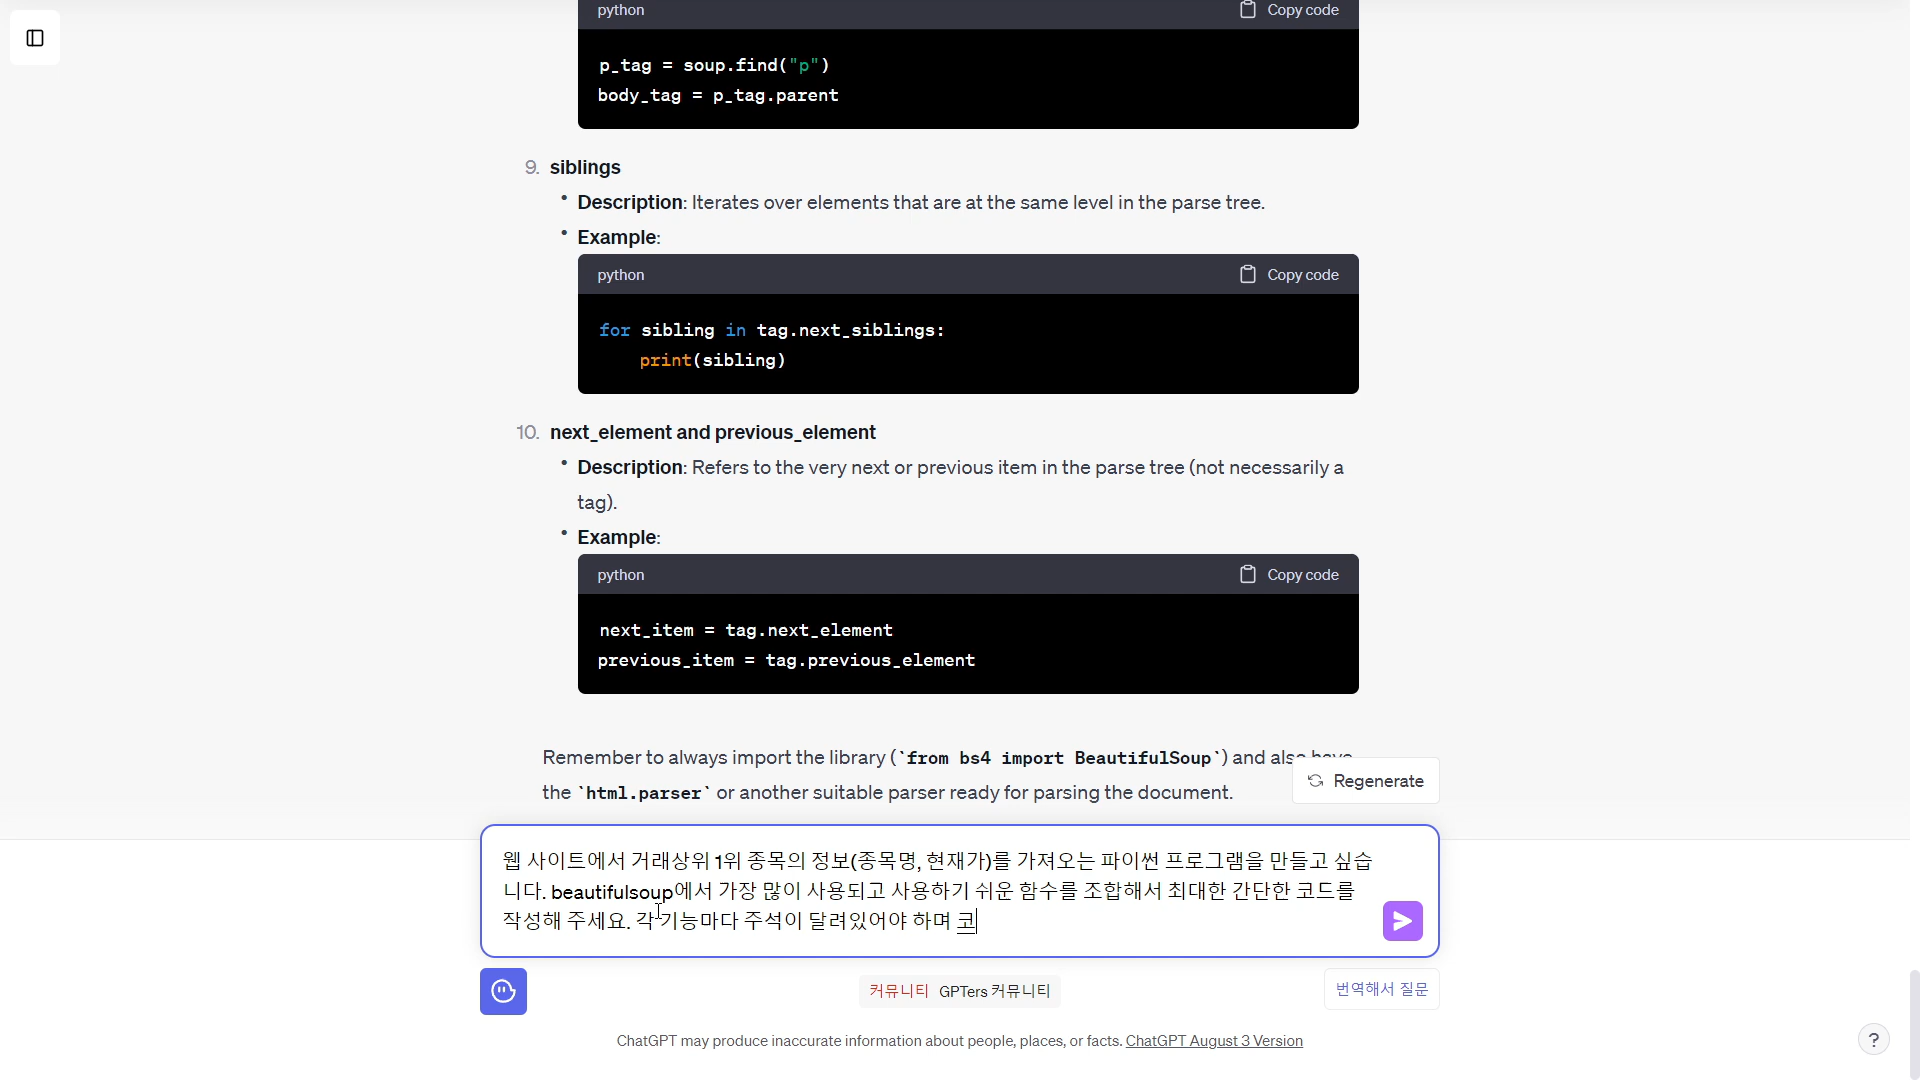 python
Copy code
p_tag = soup.find("p")
body_tag = p_tag.parent
9. siblings
• Description: Iterates over elements that are at the same level in the parse tree.
• Example:
python
Copy code
for sibling in tag.next_siblings:
print(sibling)
10. next_element and previous_element
• Description: Refers to the very next or previous item in the parse tree (not necessarily a
tag).
• Example:
python
Copy code
next_item = tag.next_element
previous_item = tag.previous_element
Remember to always import the library (`from bs4 import BeautifulSoup`) and also have
the `html.parser` or another suitable parser ready for parsing the document.
Regenerate
웹 사이트에서 거래상위 1위 종목의 정보(종목명, 현재가)를 가져오는 파이썬 프로그램을 만들고 싶습
니다. beautifulsoup에서 가장 많이 사용되고 사용하기 쉬운 함수를 조합해서 최대한 간단한 코드를
작성해 주세요. 각 기능마다 주석이 달려있어야 하며 코
커뮤니티 GPTers 커뮤니티
번역해서 질문
ChatGPT may produce inaccurate information about people, places, or facts. ChatGPT August 3 Version
?